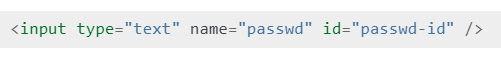 <input type="text" name="passwd" id="passwd-id" />